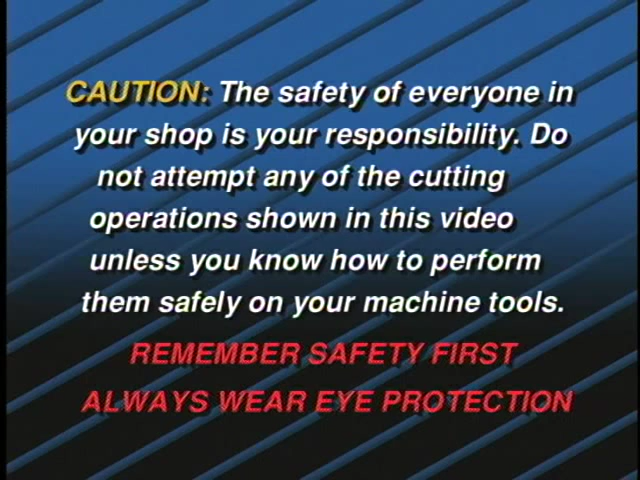 CAUTION: The safety of everyone in
your shop is your responsibility. Do
not attempt any of the cutting
operations shown in this video
unless you know how to perform
them safely on your machine tools.
REMEMBER SAFETY FIRST
ALWAYS WEAR EYE PROTECTION